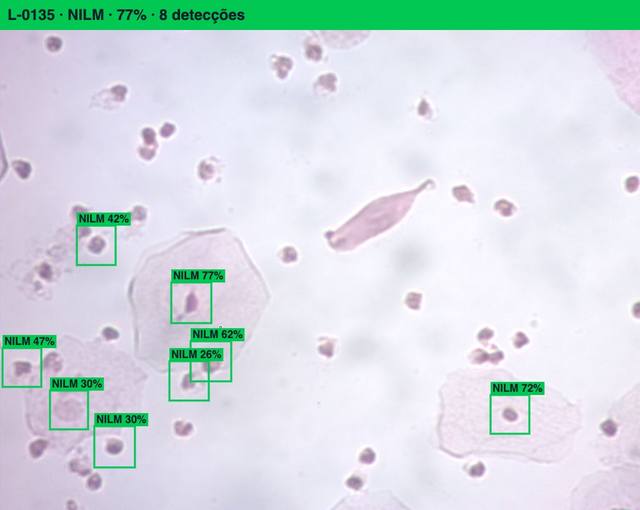 L-0135 · NILM · 77% · 8 detecções
NILM 42%
NILM 77%
NILM 62%
NILM 47%
NILM 26%
NILM 30%
NILM 72%
NILM 30%